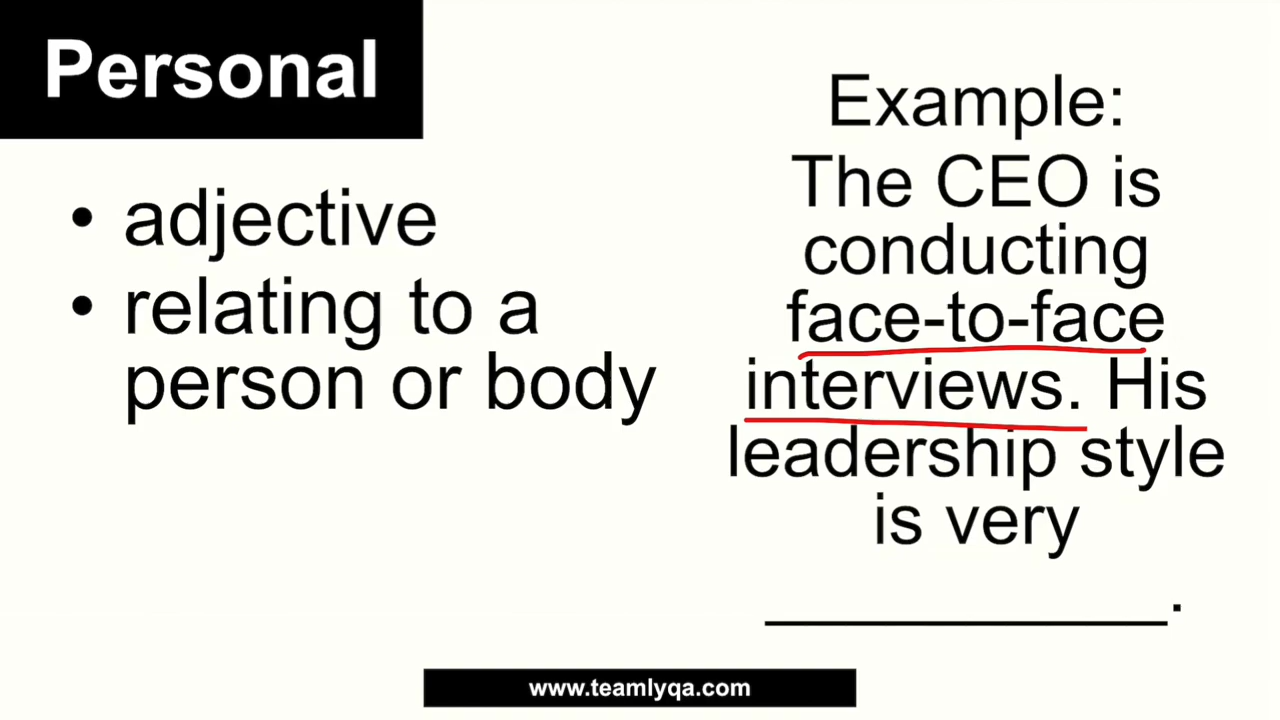 Personal
• adjective
• relating to a
person or body
Example:
The CEO is
conducting
face-to-face
interviews. His
leadership style
is very
____________.
www.teamlyqa.com